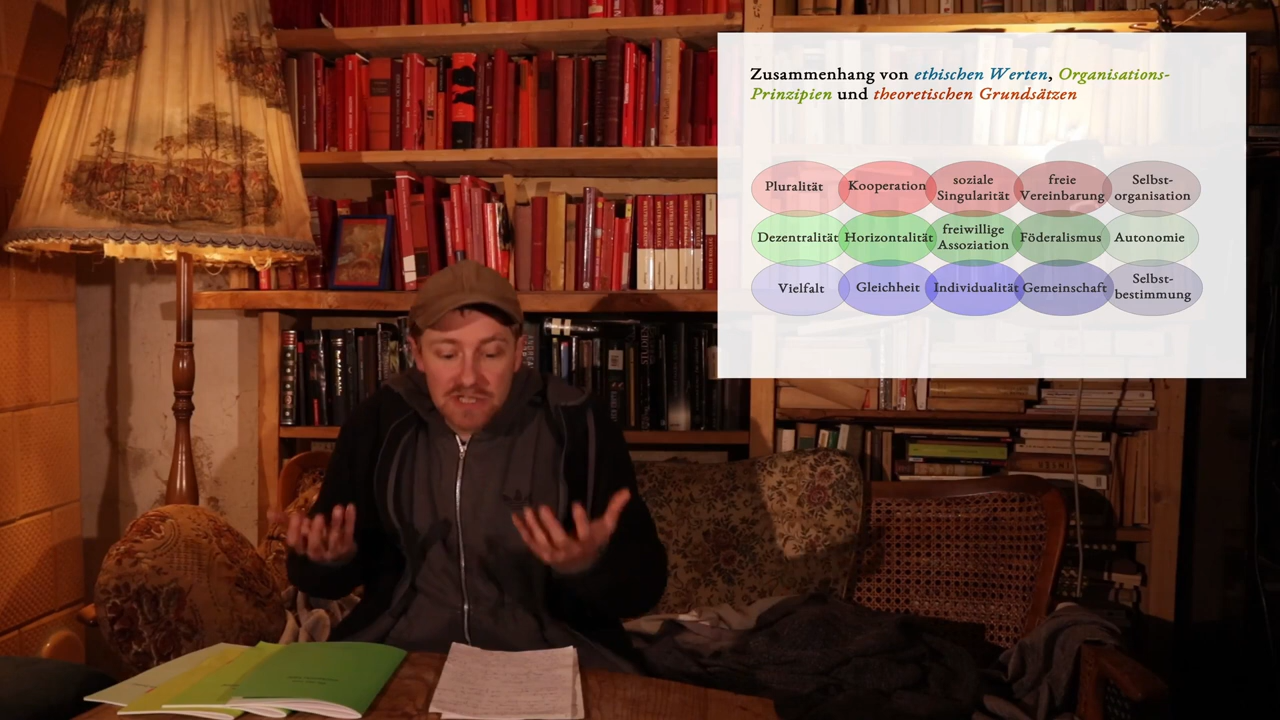 Zusammenhang von ethischen Werten, Organisations-
Prinzipien und theoretischen Grundsätzen
Pluralität
Kooperation
soziale
Singularität
freie
Vereinbarung
Selbst-
organisation
Dezentralität
Horizontalität
freiwillige
Assoziation
Föderalismus
Autonomie
Vielfalt
Gleichheit
Individualität
Gemeinschaft
Selbst-
bestimmung